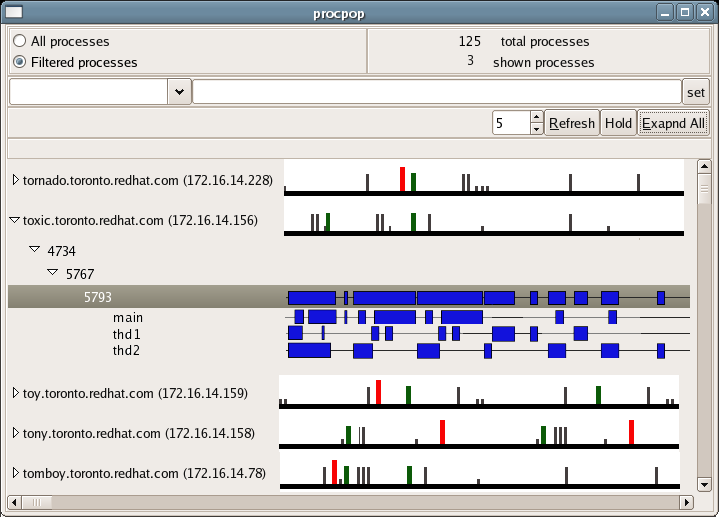 procpop
All processes
125 total processes
Filtered processes
3 shown processes
set
5 Refresh Hold Exapnd All
tornado.toronto.redhat.com (172.16.14.228)
toxic.toronto.redhat.com (172.16.14.156)
4734
5767
5793
main
thd1
thd2
toy.toronto.redhat.com (172.16.14.159)
tony.toronto.redhat.com (172.16.14.158)
tomboy.toronto.redhat.com (172.16.14.78)